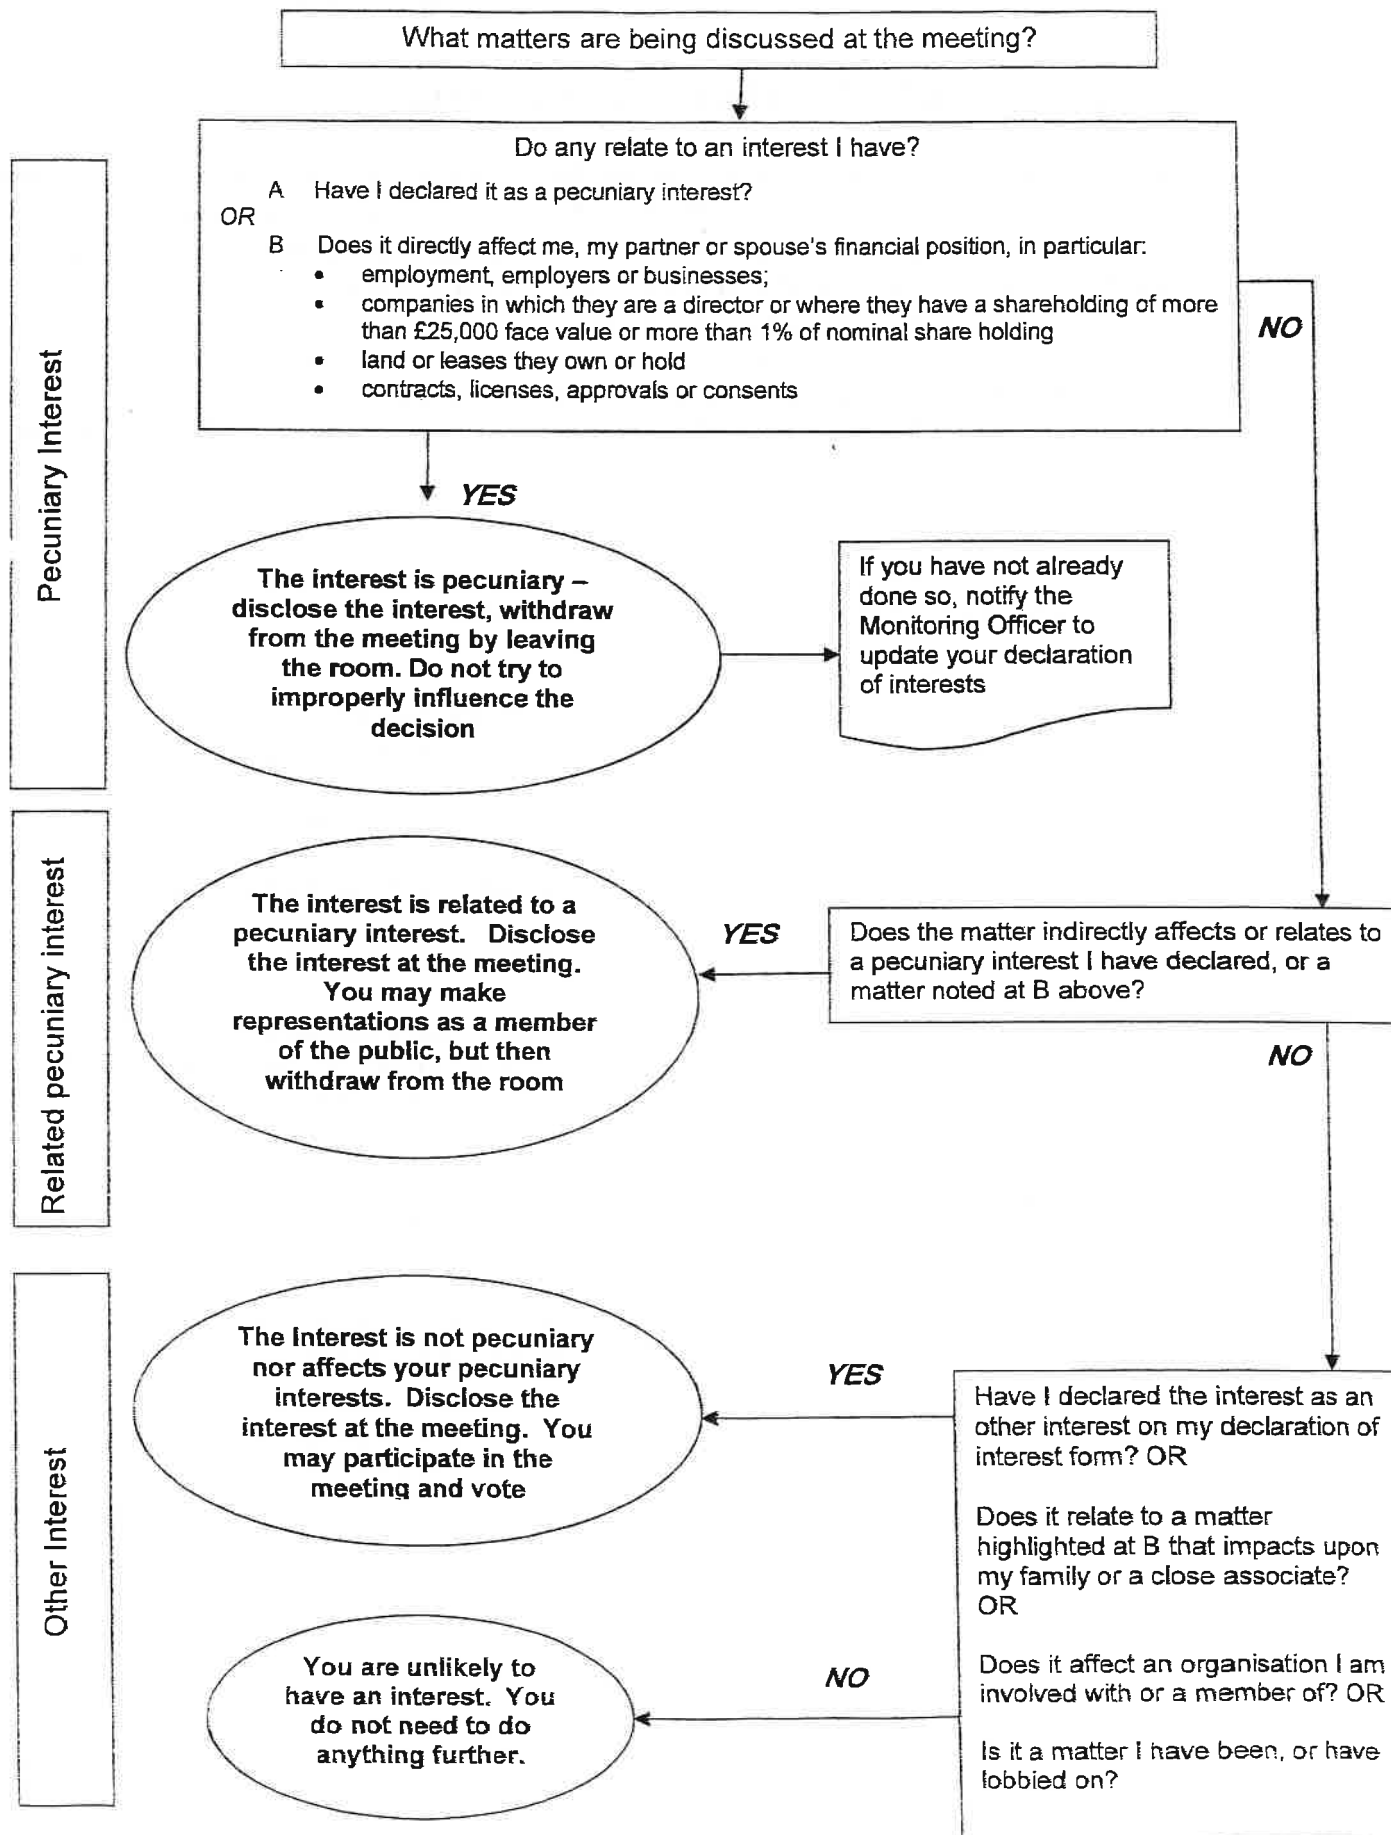 What matters are being discussed at the meeting?
Do any relate to an interest I have?
A Have I declared it as a pecuniary interest?
OR
B Does it directly affect me, my partner or spouse's financial position, in particular:
• employment, employers or businesses;
• companies in which they are a director or where they have a shareholding of more
than £25,000 face value or more than 1% of nominal share holding
• land or leases they own or hold
• contracts, licenses, approvals or consents
NO
Pecuniary Interest
YES
The interest is pecuniary –
disclose the interest, withdraw
from the meeting by leaving
the room. Do not try to
improperly influence the
decision
If you have not already
done so, notify the
Monitoring Officer to
update your declaration
of interests
Related pecuniary interest
The interest is related to a
pecuniary interest. Disclose
the interest at the meeting.
You may make
representations as a member
of the public, but then
withdraw from the room
YES
Does the matter indirectly affects or relates to
a pecuniary interest I have declared, or a
matter noted at B above?
NO
Other Interest
The Interest is not pecuniary
nor affects your pecuniary
interests. Disclose the
interest at the meeting. You
may participate in the
meeting and vote
YES
Have I declared the interest as an
other interest on my declaration of
interest form? OR
Does it relate to a matter
highlighted at B that impacts upon
my family or a close associate?
OR
Does it affect an organisation I am
involved with or a member of? OR
Is it a matter I have been, or have
lobbied on?
NO
You are unlikely to
have an interest. You
do not need to do
anything further.